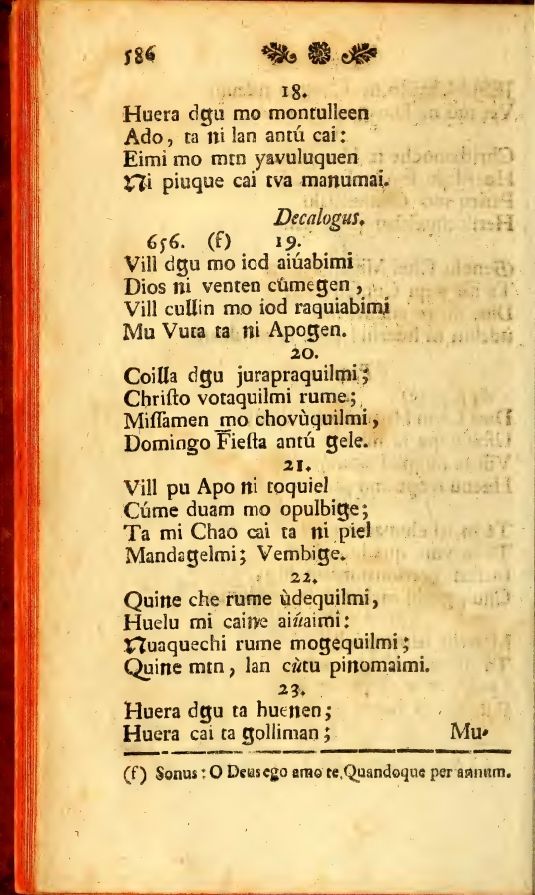 586
18.
Huera dgu mo montulleen
Ado, ta ni lan antú cai:
Eimi mo mtn yavuluquen
Ni piuque cai tva manumai.
Decalogus.
656. (f) 19.
Vill dgu mo iod aiúabimi
Dios ni venten cúmegen,
Vill cullin mo iod raquiabimi
Mu Vuta ta ni Apogen.
20.
Coilla dgu jurapraquilmi;
Chriſto votaquilmi rume;
Miſſamen mo chovùquilmi,
Domingo Fieſta antú gele.
21.
Vill pu Apo ni toquiel
Cúme duam mo opulbige;
Ta mi Chao cai ta ni piel
Mandagelmi; Vembige.
22.
Quine che rume ùdequilmi,
Huelu mi caiñe aiúaimi:
Nuaquechi rume mogequilmi;
Quine mtn, lan cùtu pinomaimi.
23.
Huera dgu ta huenen;
Huera cai ta golliman;
Mu-
(f) Sonus: O Deus ego amo te. Quandoque per annum.